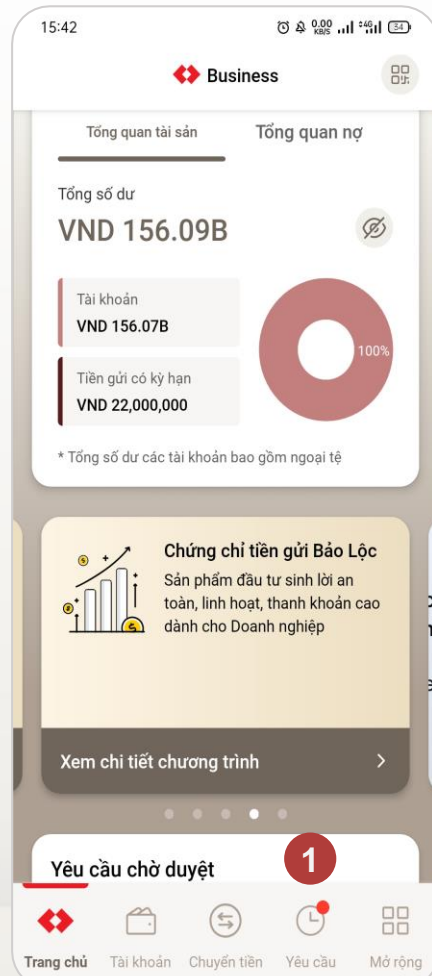 15:42
0.00
KB/S
4G
34
Business
Tổng quan tài sản
Tổng quan nợ
Tổng số dư
VND 156.09B
Tài khoản
VND 156.07B
100%
Tiền gửi có kỳ hạn
VND 22,000,000
* Tổng số dư các tài khoản bao gồm ngoại tệ
Chứng chỉ tiền gửi Bảo Lộc
Sản phẩm đầu tư sinh lời an
toàn, linh hoạt, thanh khoản cao
dành cho Doanh nghiệp
Xem chi tiết chương trình
Yêu cầu chờ duyệt
1
Trang chủ
Tài khoản
Chuyển tiền
Yêu cầu
Mở rộng